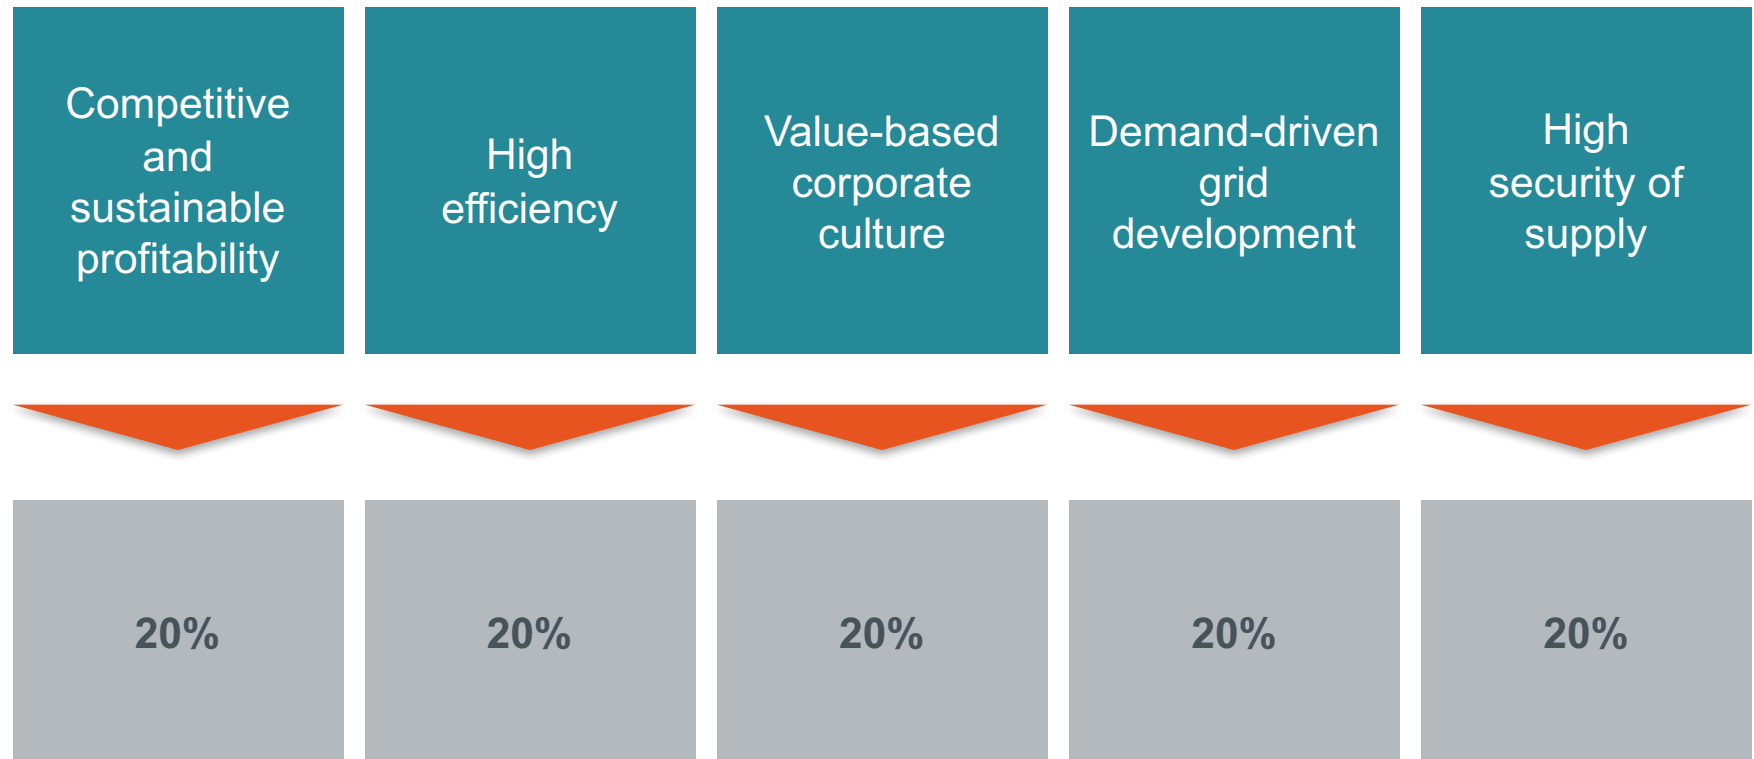 Competitive
and
sustainable
profitability
High
efficiency
Value-based
corporate
culture
Demand-driven
grid
development
High
security of
supply
20%
20%
20%
20%
20%